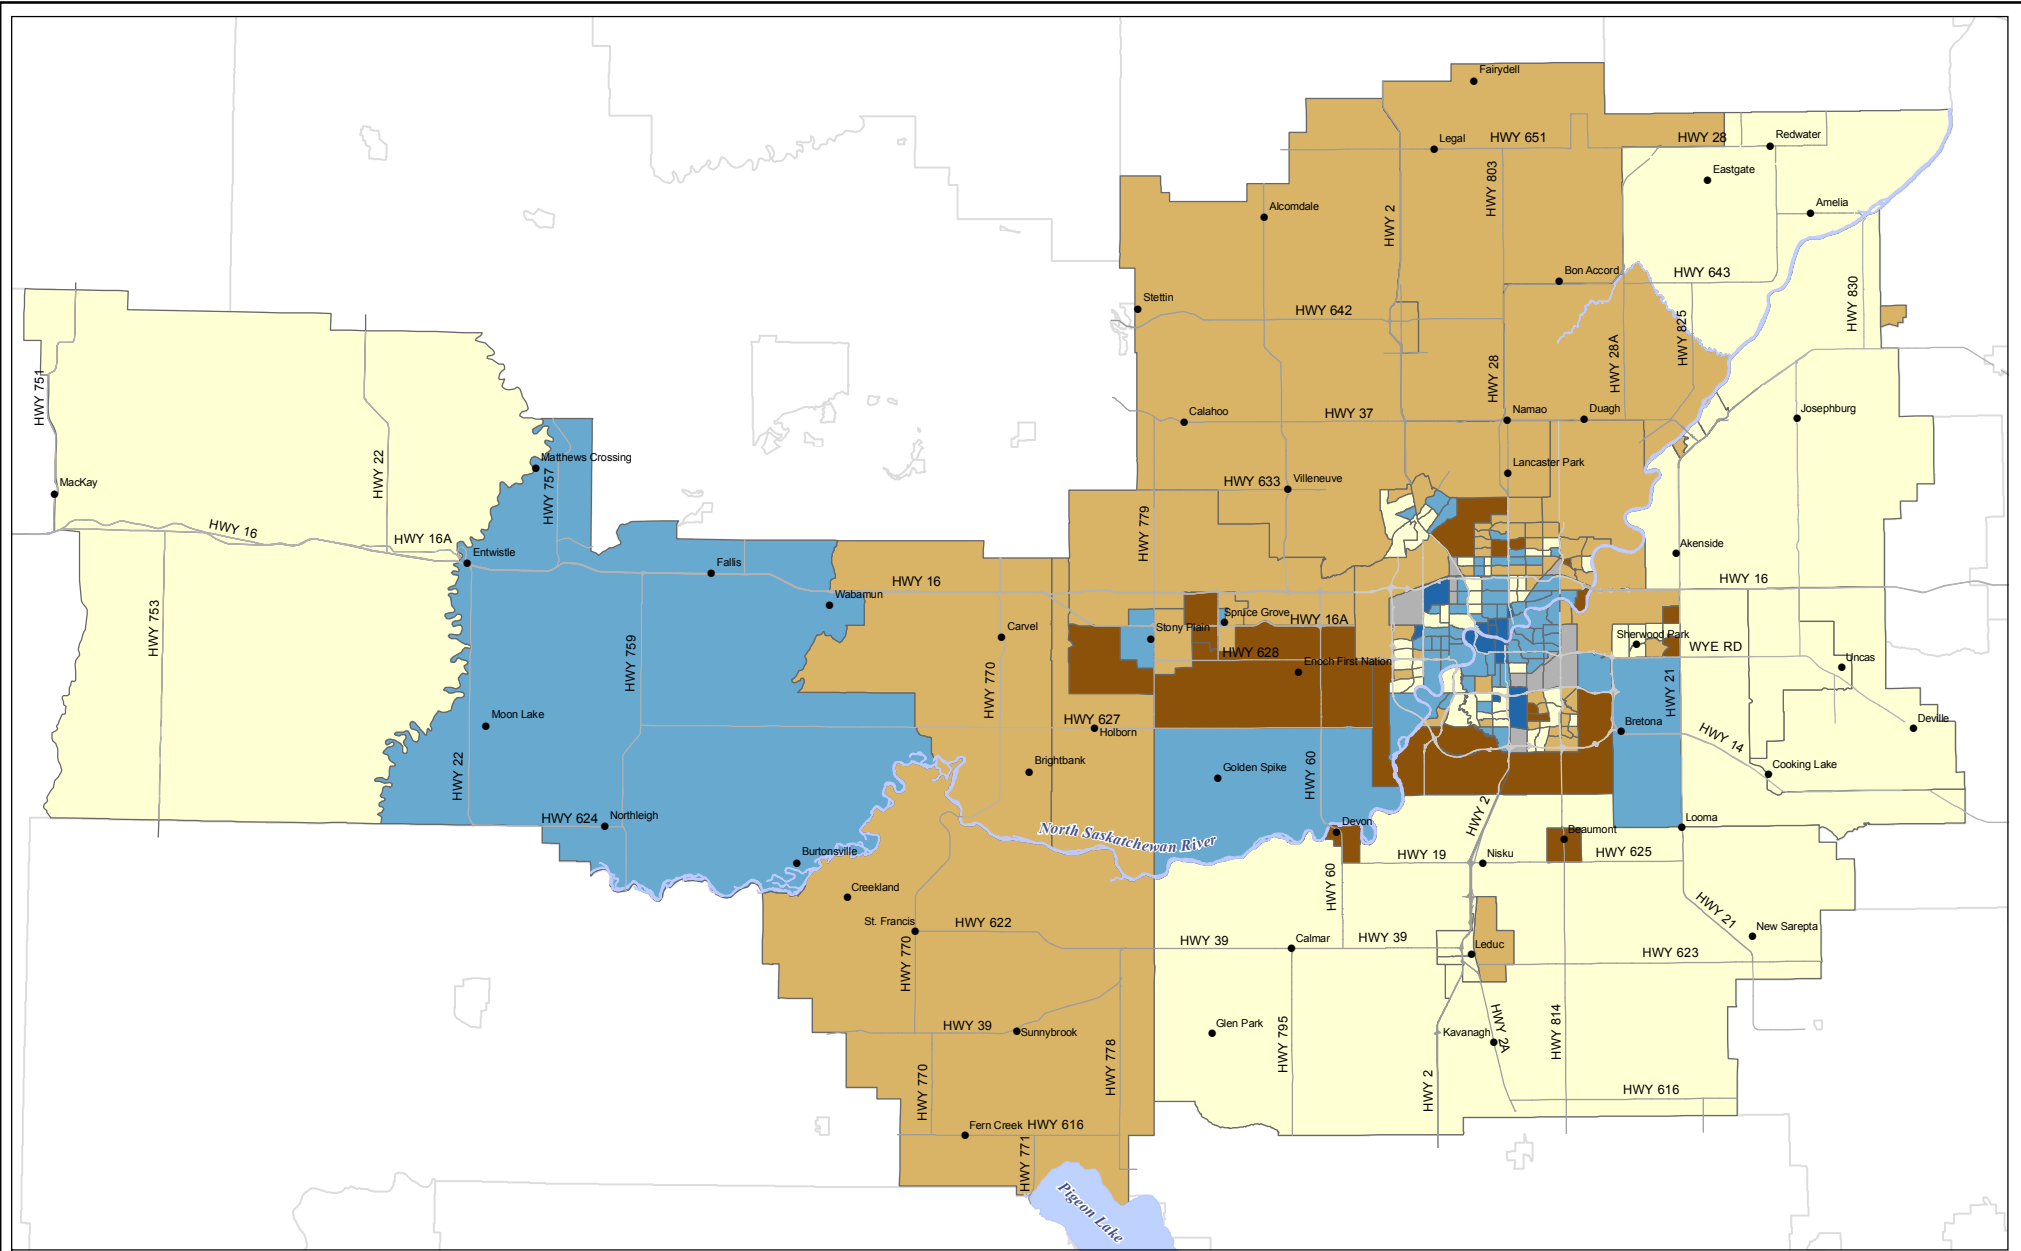 Fairydell
Legal
HWY 651
HWY 28
Redwater
Eastgate
HWY 803
Amelia
Alcomdale
HWY 2
Bon Accord
HWY 643
HWY 830
Stettin
HWY 642
HWY 825
HWY 28
HWY 28A
HWY 751
Calahoo
HWY 37
Namao
Duagh
Josephburg
Matthews Crossing
HWY 22
HWY 757
MacKay
Lancaster Park
HWY 633
Villeneuve
HWY 779
HWY 16
HWY 16A
Entwistle
Fallis
Akenside
HWY 16
HWY 16
Wabamun
Spruce Grove
HWY 16A
HWY 753
Carvel
Stony Plain
Sherwood Park
WYE RD
HWY 628
Enoch First Nation
Uncas
HWY 759
HWY 770
HWY 21
Moon Lake
HWY 627
Holborn
Bretona
Deville
HWY 14
HWY 22
Brightbank
Golden Spike
HWY 60
Cooking Lake
HWY 624
Northleigh
HWY 2
Devon
Looma
North Saskatchewan River
Beaumont
Burtonsville
HWY 19
Nisku
HWY 625
HWY 60
Creekland
St. Francis
HWY 622
HWY 21
New Sarepta
HWY 39
Calmar
HWY 39
Leduc
HWY 623
HWY 770
HWY 39
Sunnybrook
Glen Park
HWY 795
Kavanagh
HWY 2A
HWY 814
HWY 778
HWY 770
HWY 2
HWY 616
Fern Creek
HWY 616
HWY 771
Pigeon Lake